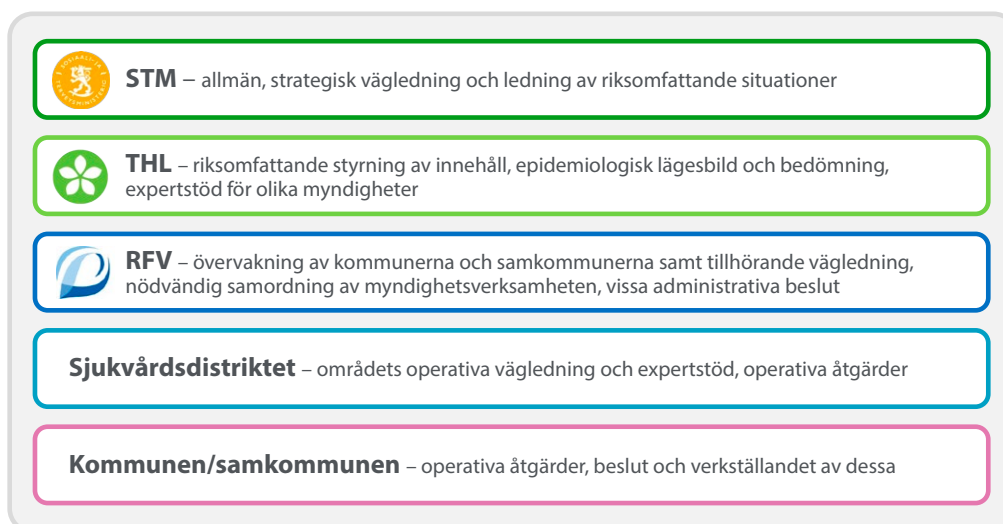 STM – allmän, strategisk vägledning och ledning av riksomfattande situationer
THL – riksomfattande styrning av innehåll, epidemiologisk lägesbild och bedömning,
expertstöd för olika myndigheter
RFV – övervakning av kommunerna och samkommunerna samt tillhörande vägledning,
nödvändig samordning av myndighetsverksamheten, vissa administrativa beslut
Sjukvårdsdistriktet – områdets operativa vägledning och expertstöd, operativa åtgärder
Kommunen/samkommunen – operativa åtgärder, beslut och verkställandet av dessa